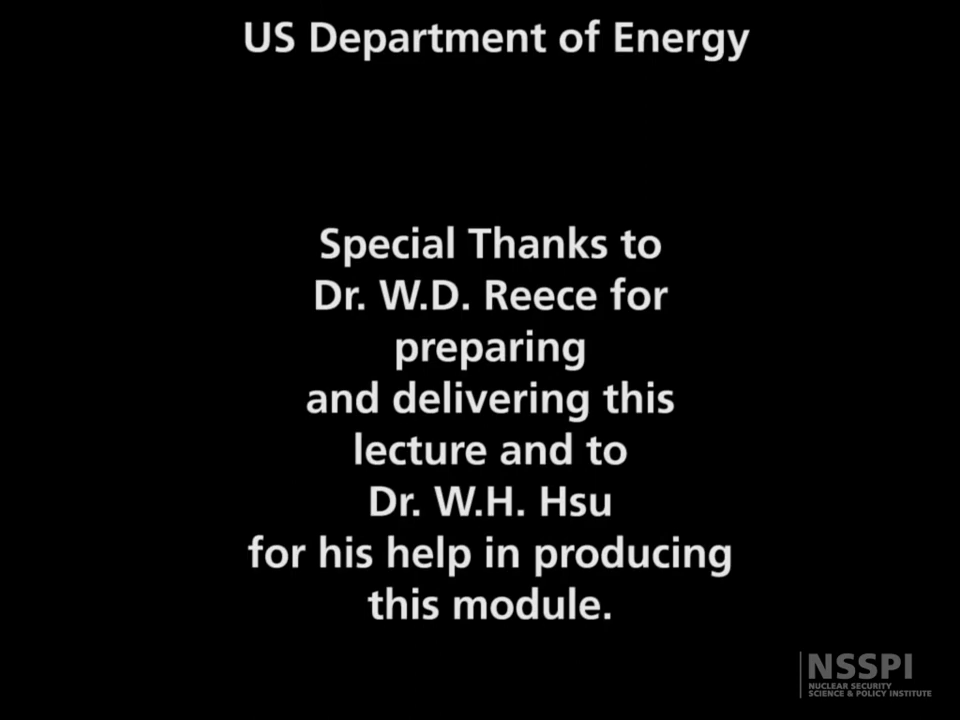 US Department of Energy
Special Thanks to
Dr. W.D. Reece for
preparing
and delivering this
lecture and to
Dr. W.H. Hsu
for his help in producing
this module.
NSSPI
NUCLEAR SECURITY
SCIENCE & POLICY INSTITUTE